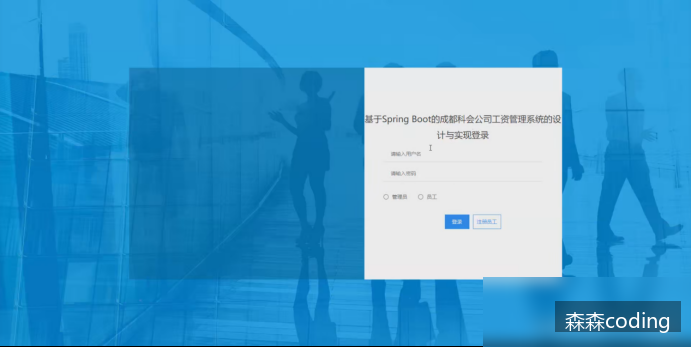 基于Spring Boot的成都科会公司工资管理系统的设
计与实现登录
请输入用户名
请输入密码
管理员 员工
登录 注册员工
森森coding